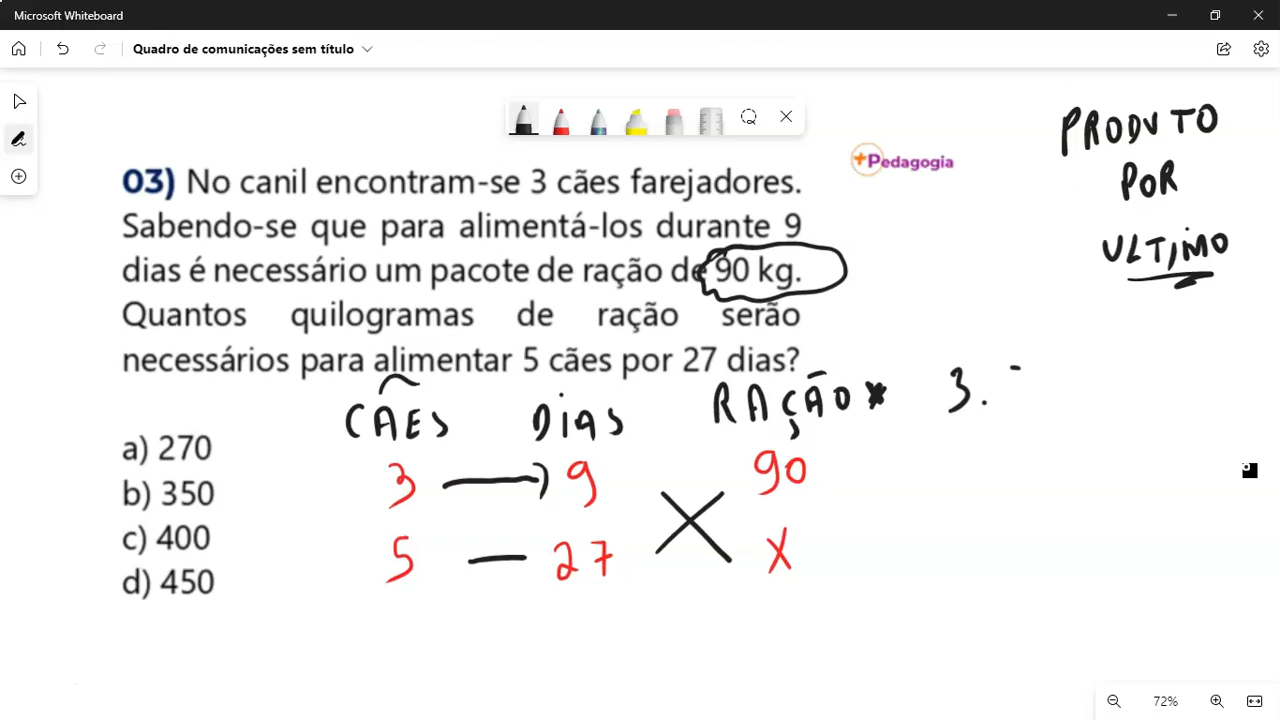 Microsoft Whiteboard
Quadro de comunicações sem título
PRODUTO
POR
ULTIMO
+Pedagogia
03) No canil encontram-se 3 cães farejadores.
Sabendo-se que para alimentá-los durante 9
dias é necessário um pacote de ração de 90 kg.
Quantos quilogramas de ração serão
necessários para alimentar 5 cães por 27 dias?
a) 270
b) 350
c) 400
d) 450
CÃES DIAS RAÇÃO* 3.
3 9 90
5 — 27 X
72%